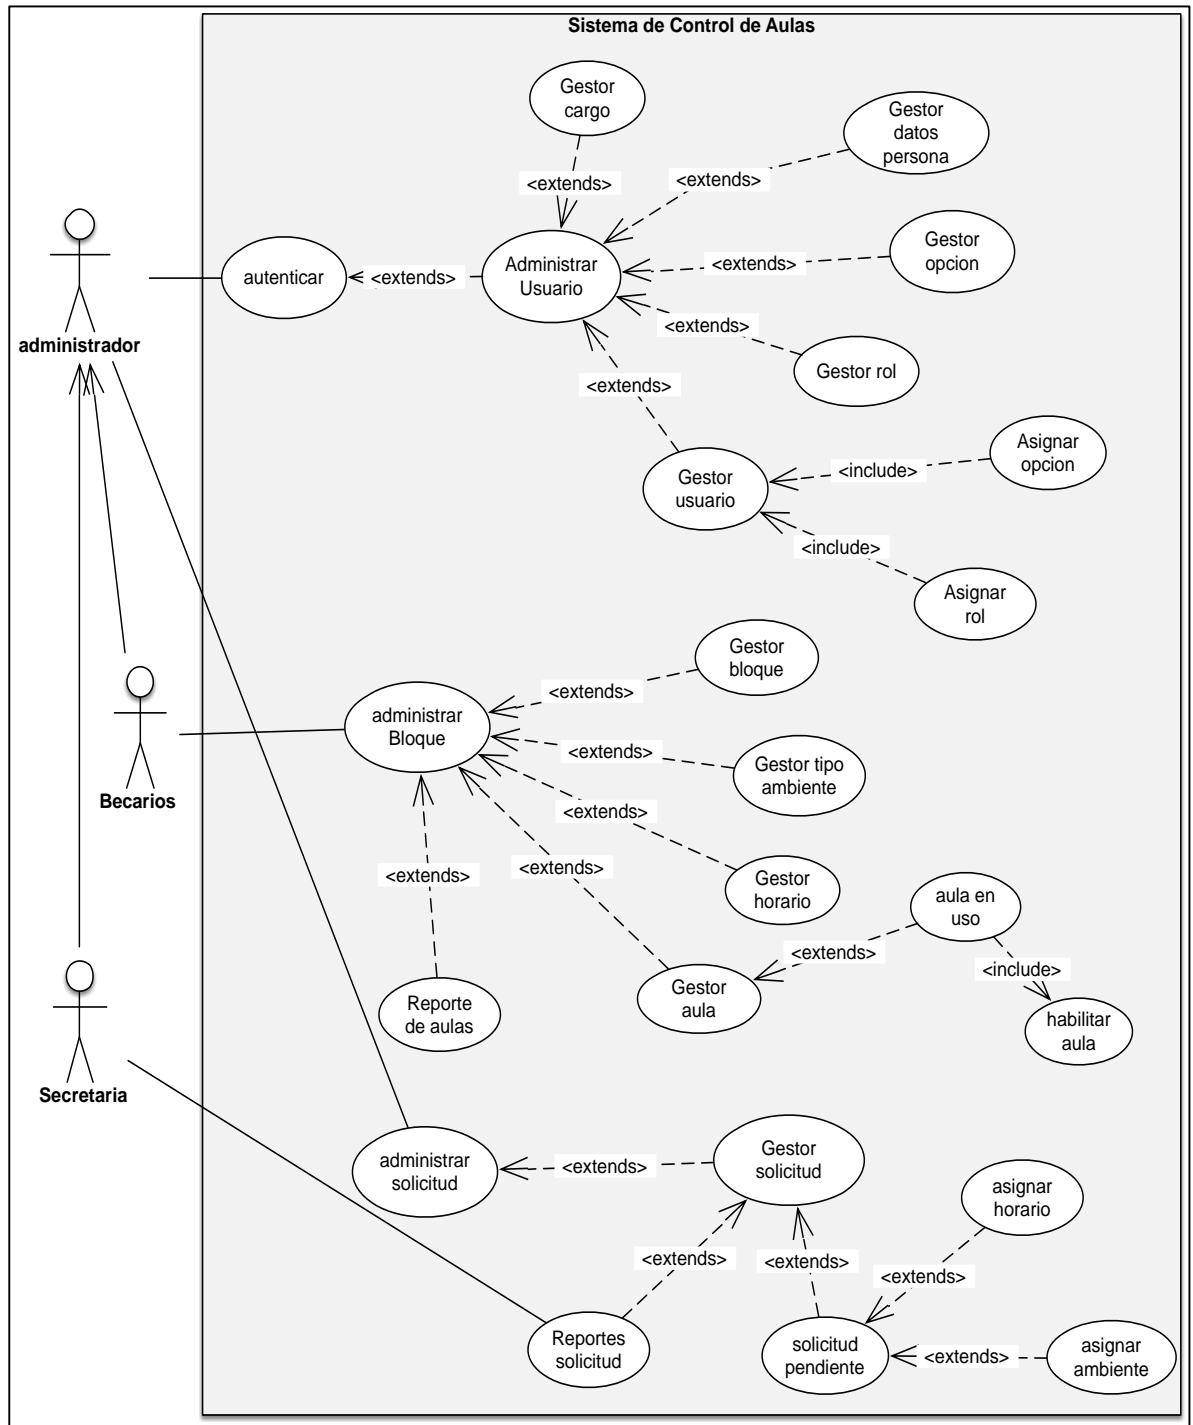 Sistema de Control de Aulas
Gestor
cargo
Gestor
datos
persona
<extends>
<extends>
Gestor
opcion
autenticar
<extends>
Administrar
Usuario
<extends>
administrador
<extends>
Gestor rol
<extends>
Asignar
opcion
Gestor
usuario
<include>
<include>
Asignar
rol
Gestor
bloque
<extends>
administrar
Bloque
<extends>
Gestor tipo
ambiente
Becarios
<extends>
<extends>
<extends>
Gestor
horario
aula en
uso
<extends>
<include>
Reporte
de aulas
Gestor
aula
habilitar
aula
Secretaria
administrar
solicitud
<extends>
Gestor
solicitud
asignar
horario
<extends>
<extends>
<extends>
Reportes
solicitud
solicitud
pendiente
<extends>
asignar
ambiente